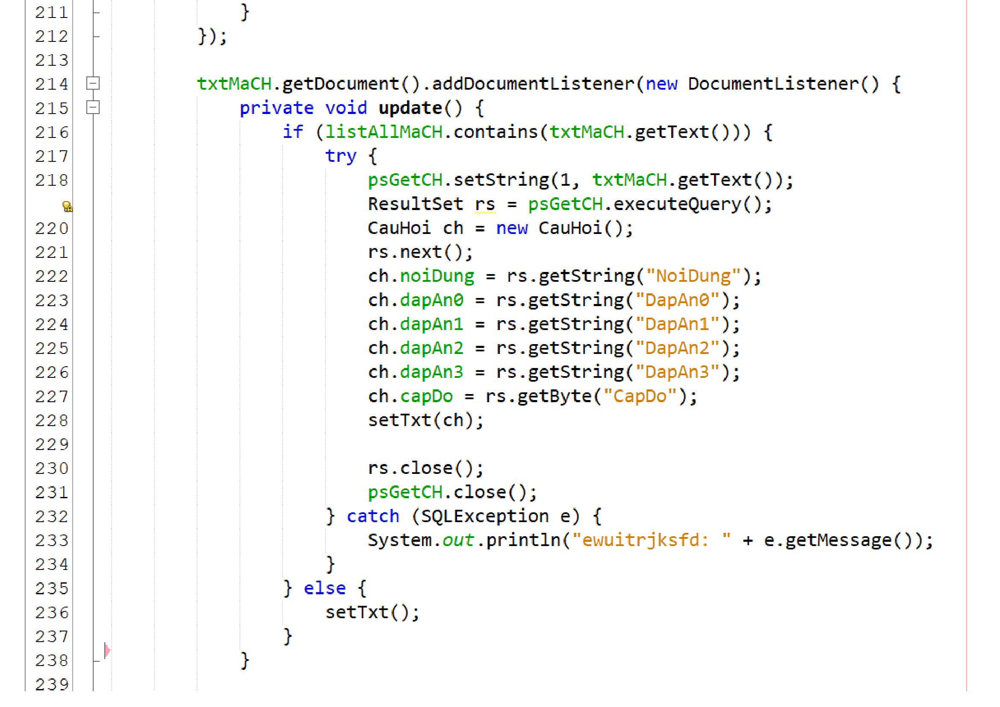 211                 }
212             });
213
214             txtMaCH.getDocument().addDocumentListener(new DocumentListener() {
215                 private void update() {
216                     if (listAllMaCH.contains(txtMaCH.getText())) {
217                         try {
218                             psGetCH.setString(1, txtMaCH.getText());
                                ResultSet rs = psGetCH.executeQuery();
220                             CauHoi ch = new CauHoi();
221                             rs.next();
222                             ch.noiDung = rs.getString("NoiDung");
223                             ch.dapAn0 = rs.getString("DapAn0");
224                             ch.dapAn1 = rs.getString("DapAn1");
225                             ch.dapAn2 = rs.getString("DapAn2");
226                             ch.dapAn3 = rs.getString("DapAn3");
227                             ch.capDo = rs.getByte("CapDo");
228                             setTxt(ch);
229
230                             rs.close();
231                             psGetCH.close();
232                         } catch (SQLException e) {
233                             System.out.println("ewuitrjksfd: " + e.getMessage());
234                         }
235                     } else {
236                         setTxt();
237                     }
238                 }
239